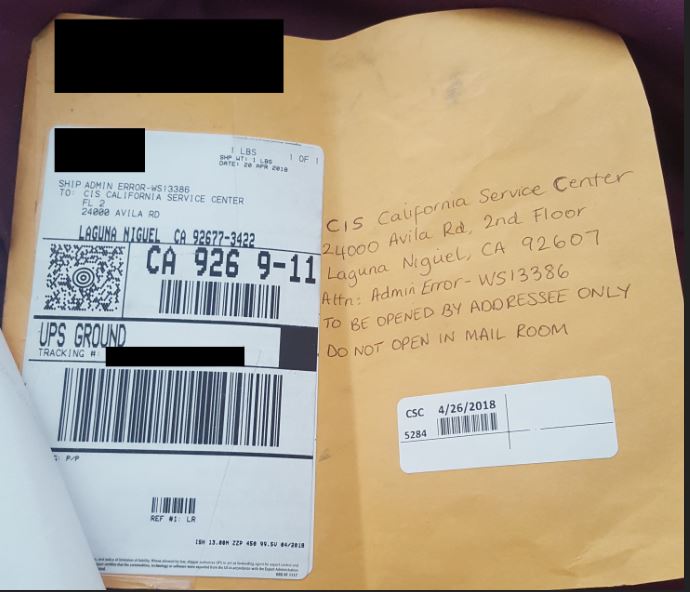 1 LBS
1 OF 1
SHP WT: 1 LBS
DATE: 20 APR 2018
SHIP ADMIN ERROR-WS13386
TO: CIS CALIFORNIA SERVICE CENTER
FL 2
24000 AVILA RD
LAGUNA NIGUEL CA 92677-3422
CA 926 9-11
UPS GROUND
TRACKING #:
P/P
REF #1: LR
ISH 13.00N ZZP 450 99.5U 04/2018
CIS California Service Center
24000 Avila Rd, 2nd Floor
Laguna Niguel, CA 92607
Attn: Admin Error-WS13386
TO BE OPENED BY ADDRESSEE ONLY
DO NOT OPEN IN MAIL ROOM
CSC 4/26/2018
5284